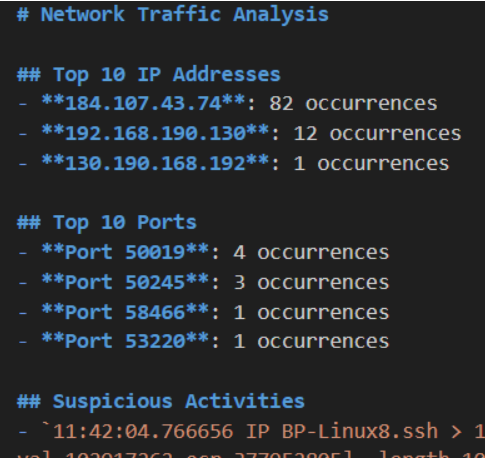 # Network Traffic Analysis
## Top 10 IP Addresses
- **184.107.43.74**: 82 occurrences
- **192.168.190.130**: 12 occurrences
- **130.190.168.192**: 1 occurrences
## Top 10 Ports
- **Port 50019**: 4 occurrences
- **Port 50245**: 3 occurrences
- **Port 58466**: 1 occurrences
- **Port 53220**: 1 occurrences
## Suspicious Activities
- `11:42:04.766656 IP BP-Linux8.ssh > 1